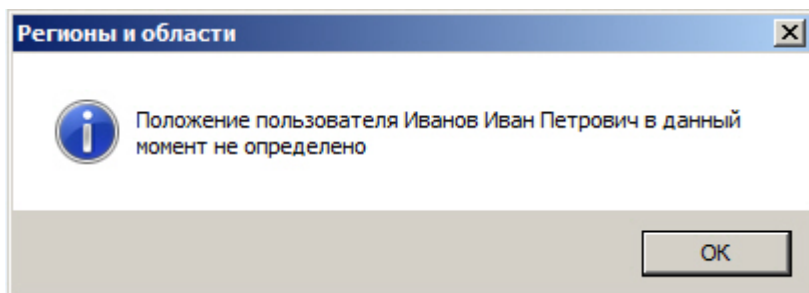 Регионы и области
Положение пользователя Иванов Иван Петрович в данный
момент не определено
OK